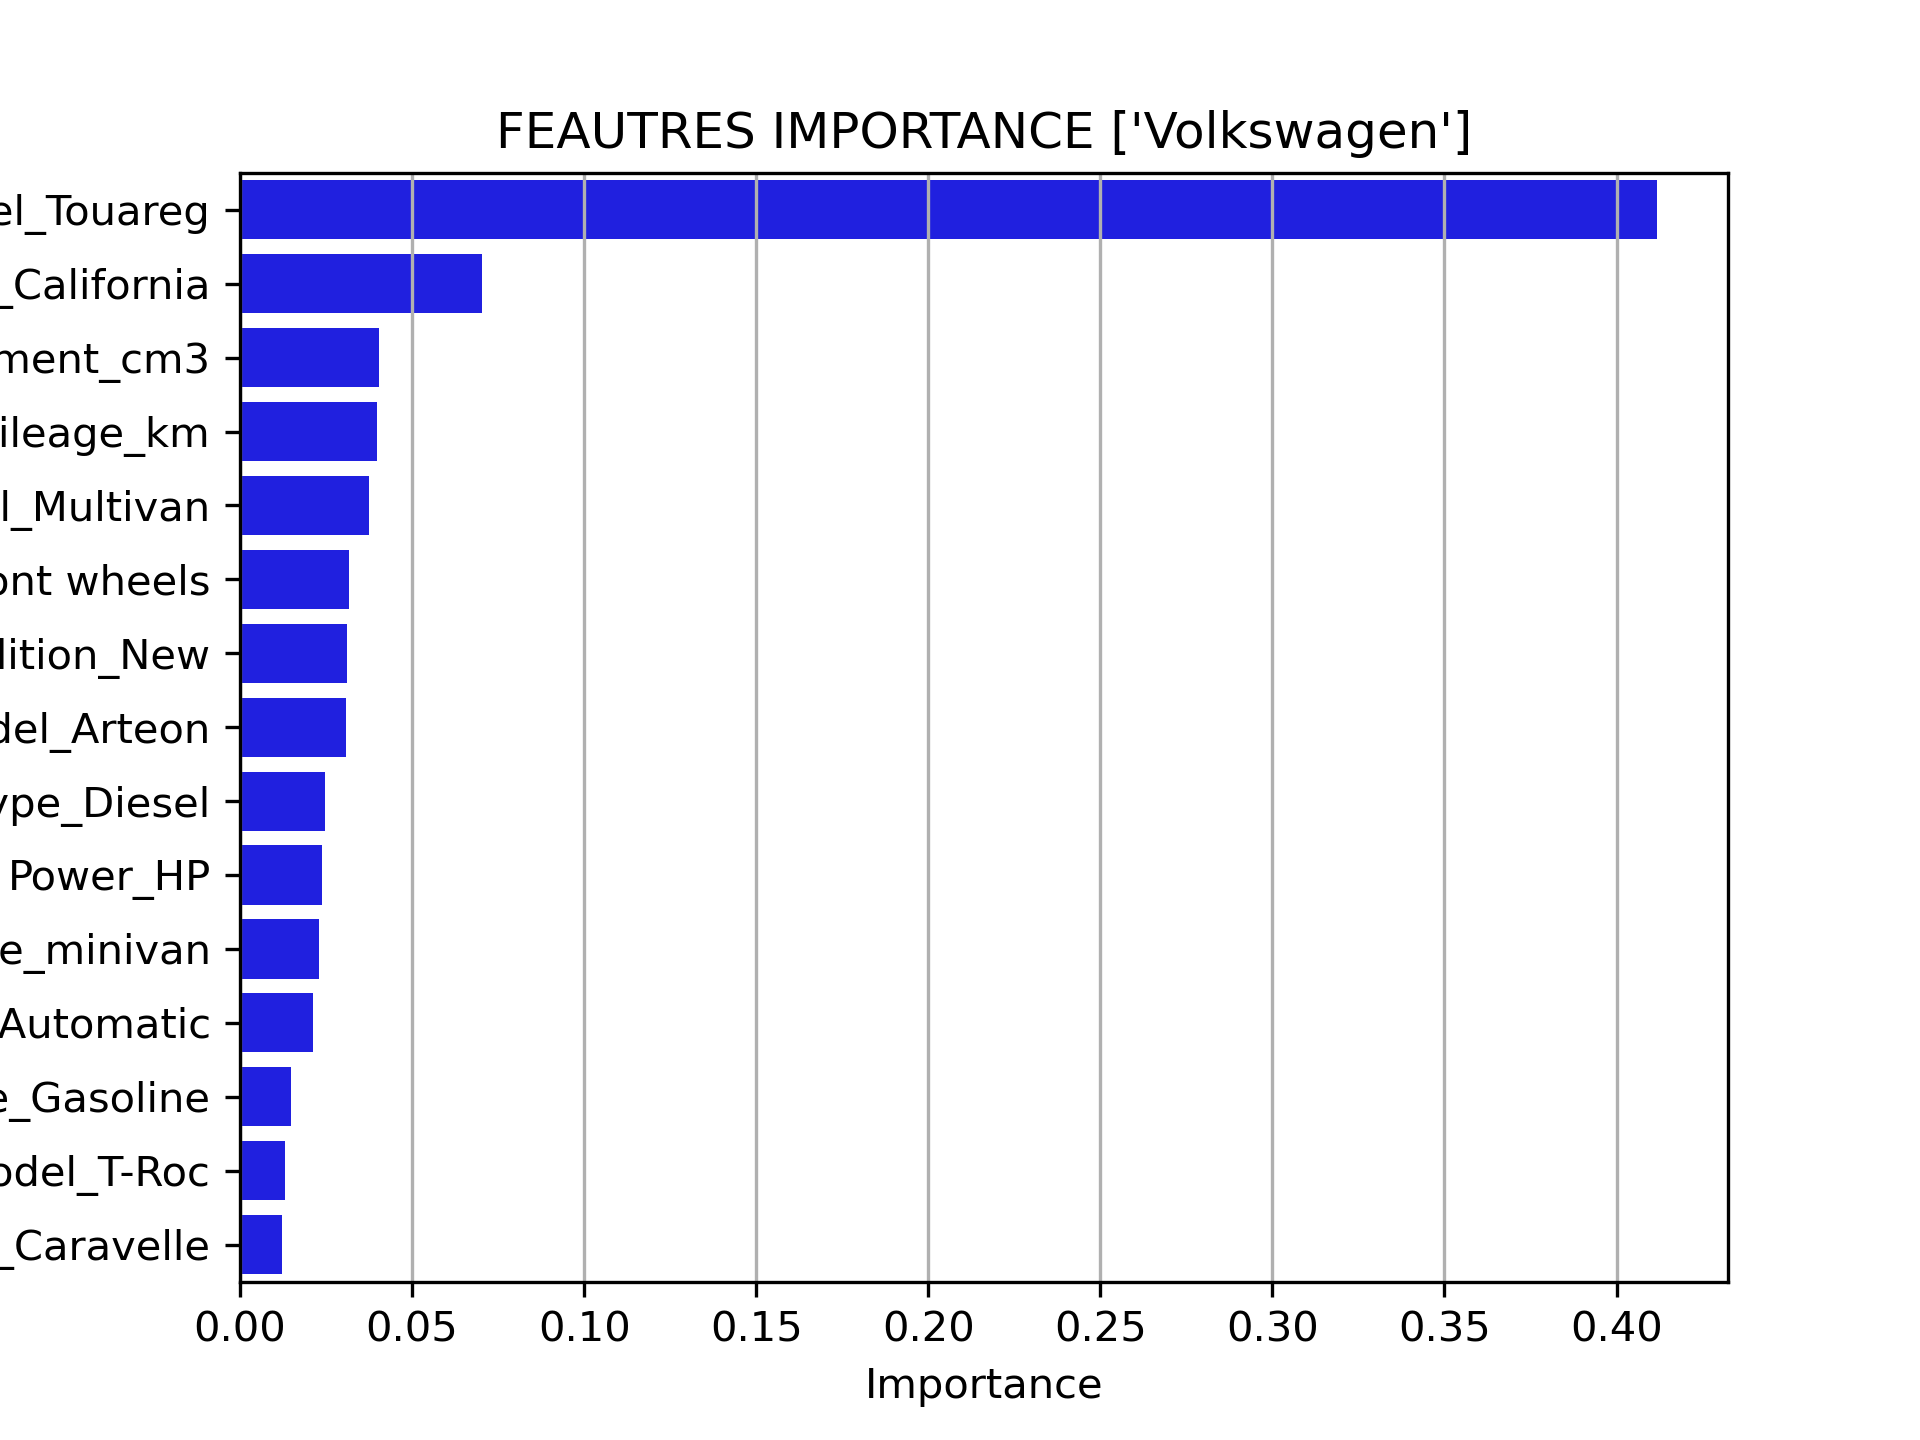 FEAUTRES IMPORTANCE ['Volkswagen']
el_Touareg
_California
ment_cm3
ileage_km
l_Multivan
ont wheels
dition_New
del_Arteon
ype_Diesel
Power_HP
e_minivan
Automatic
e_Gasoline
odel_T-Roc
_Caravelle
0.00 0.05 0.10 0.15 0.20 0.25 0.30 0.35 0.40
Importance